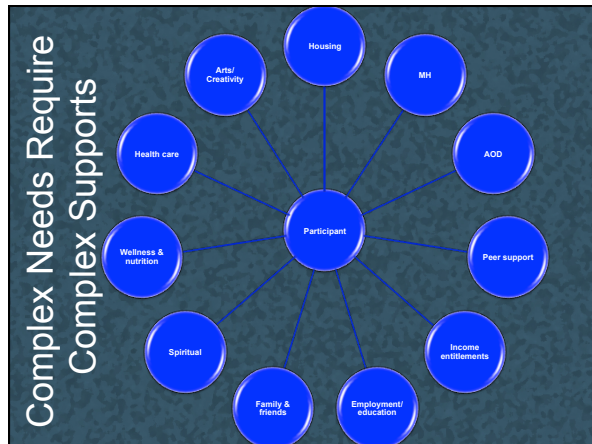 Complex Needs Require
Complex Supports
Housing
MH
AOD
Peer support
Income
entitlements
Employment/
education
Family &
friends
Spiritual
Wellness &
nutrition
Health care
Arts/
Creativity
Participant